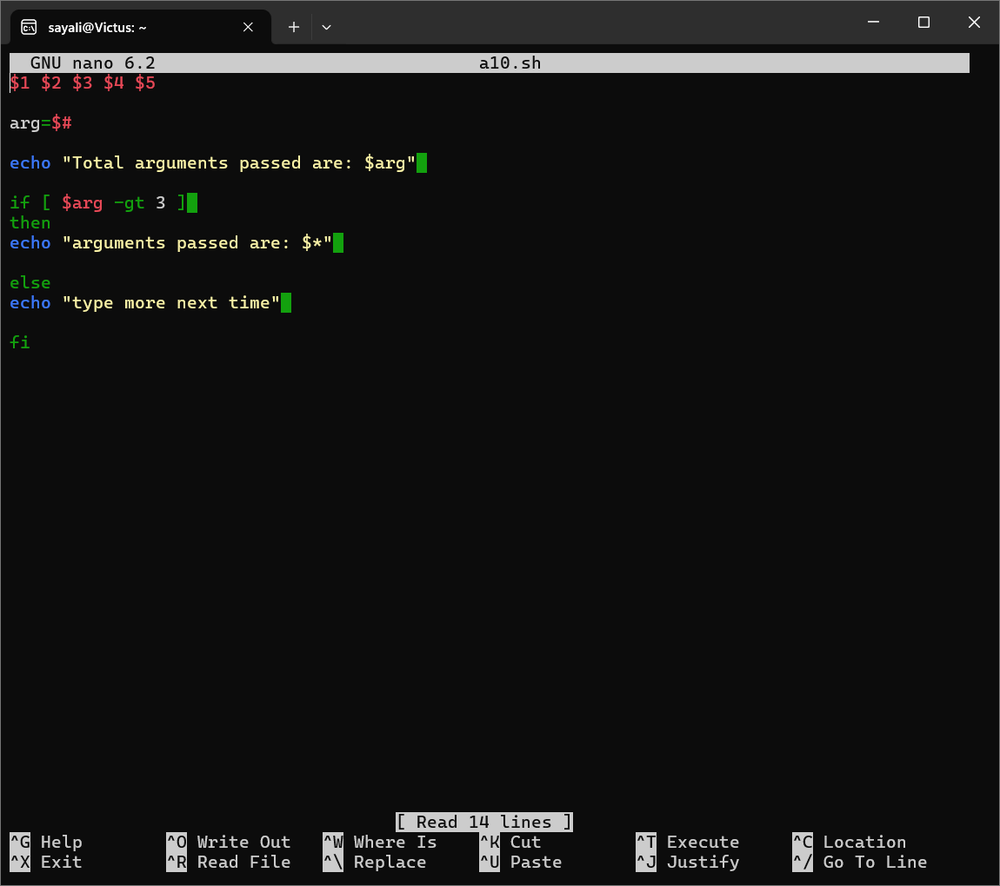 sayali@Victus: ~
GNU nano 6.2 a10.sh
$1 $2 $3 $4 $5
arg=$#
echo "Total arguments passed are: $arg"
if [ $arg -gt 3 ]
then
echo "arguments passed are: $*"
else
echo "type more next time"
fi
[ Read 14 lines ]
^G Help ^O Write Out ^W Where Is ^K Cut ^T Execute ^C Location
^X Exit ^R Read File ^\ Replace ^U Paste ^J Justify ^/ Go To Line